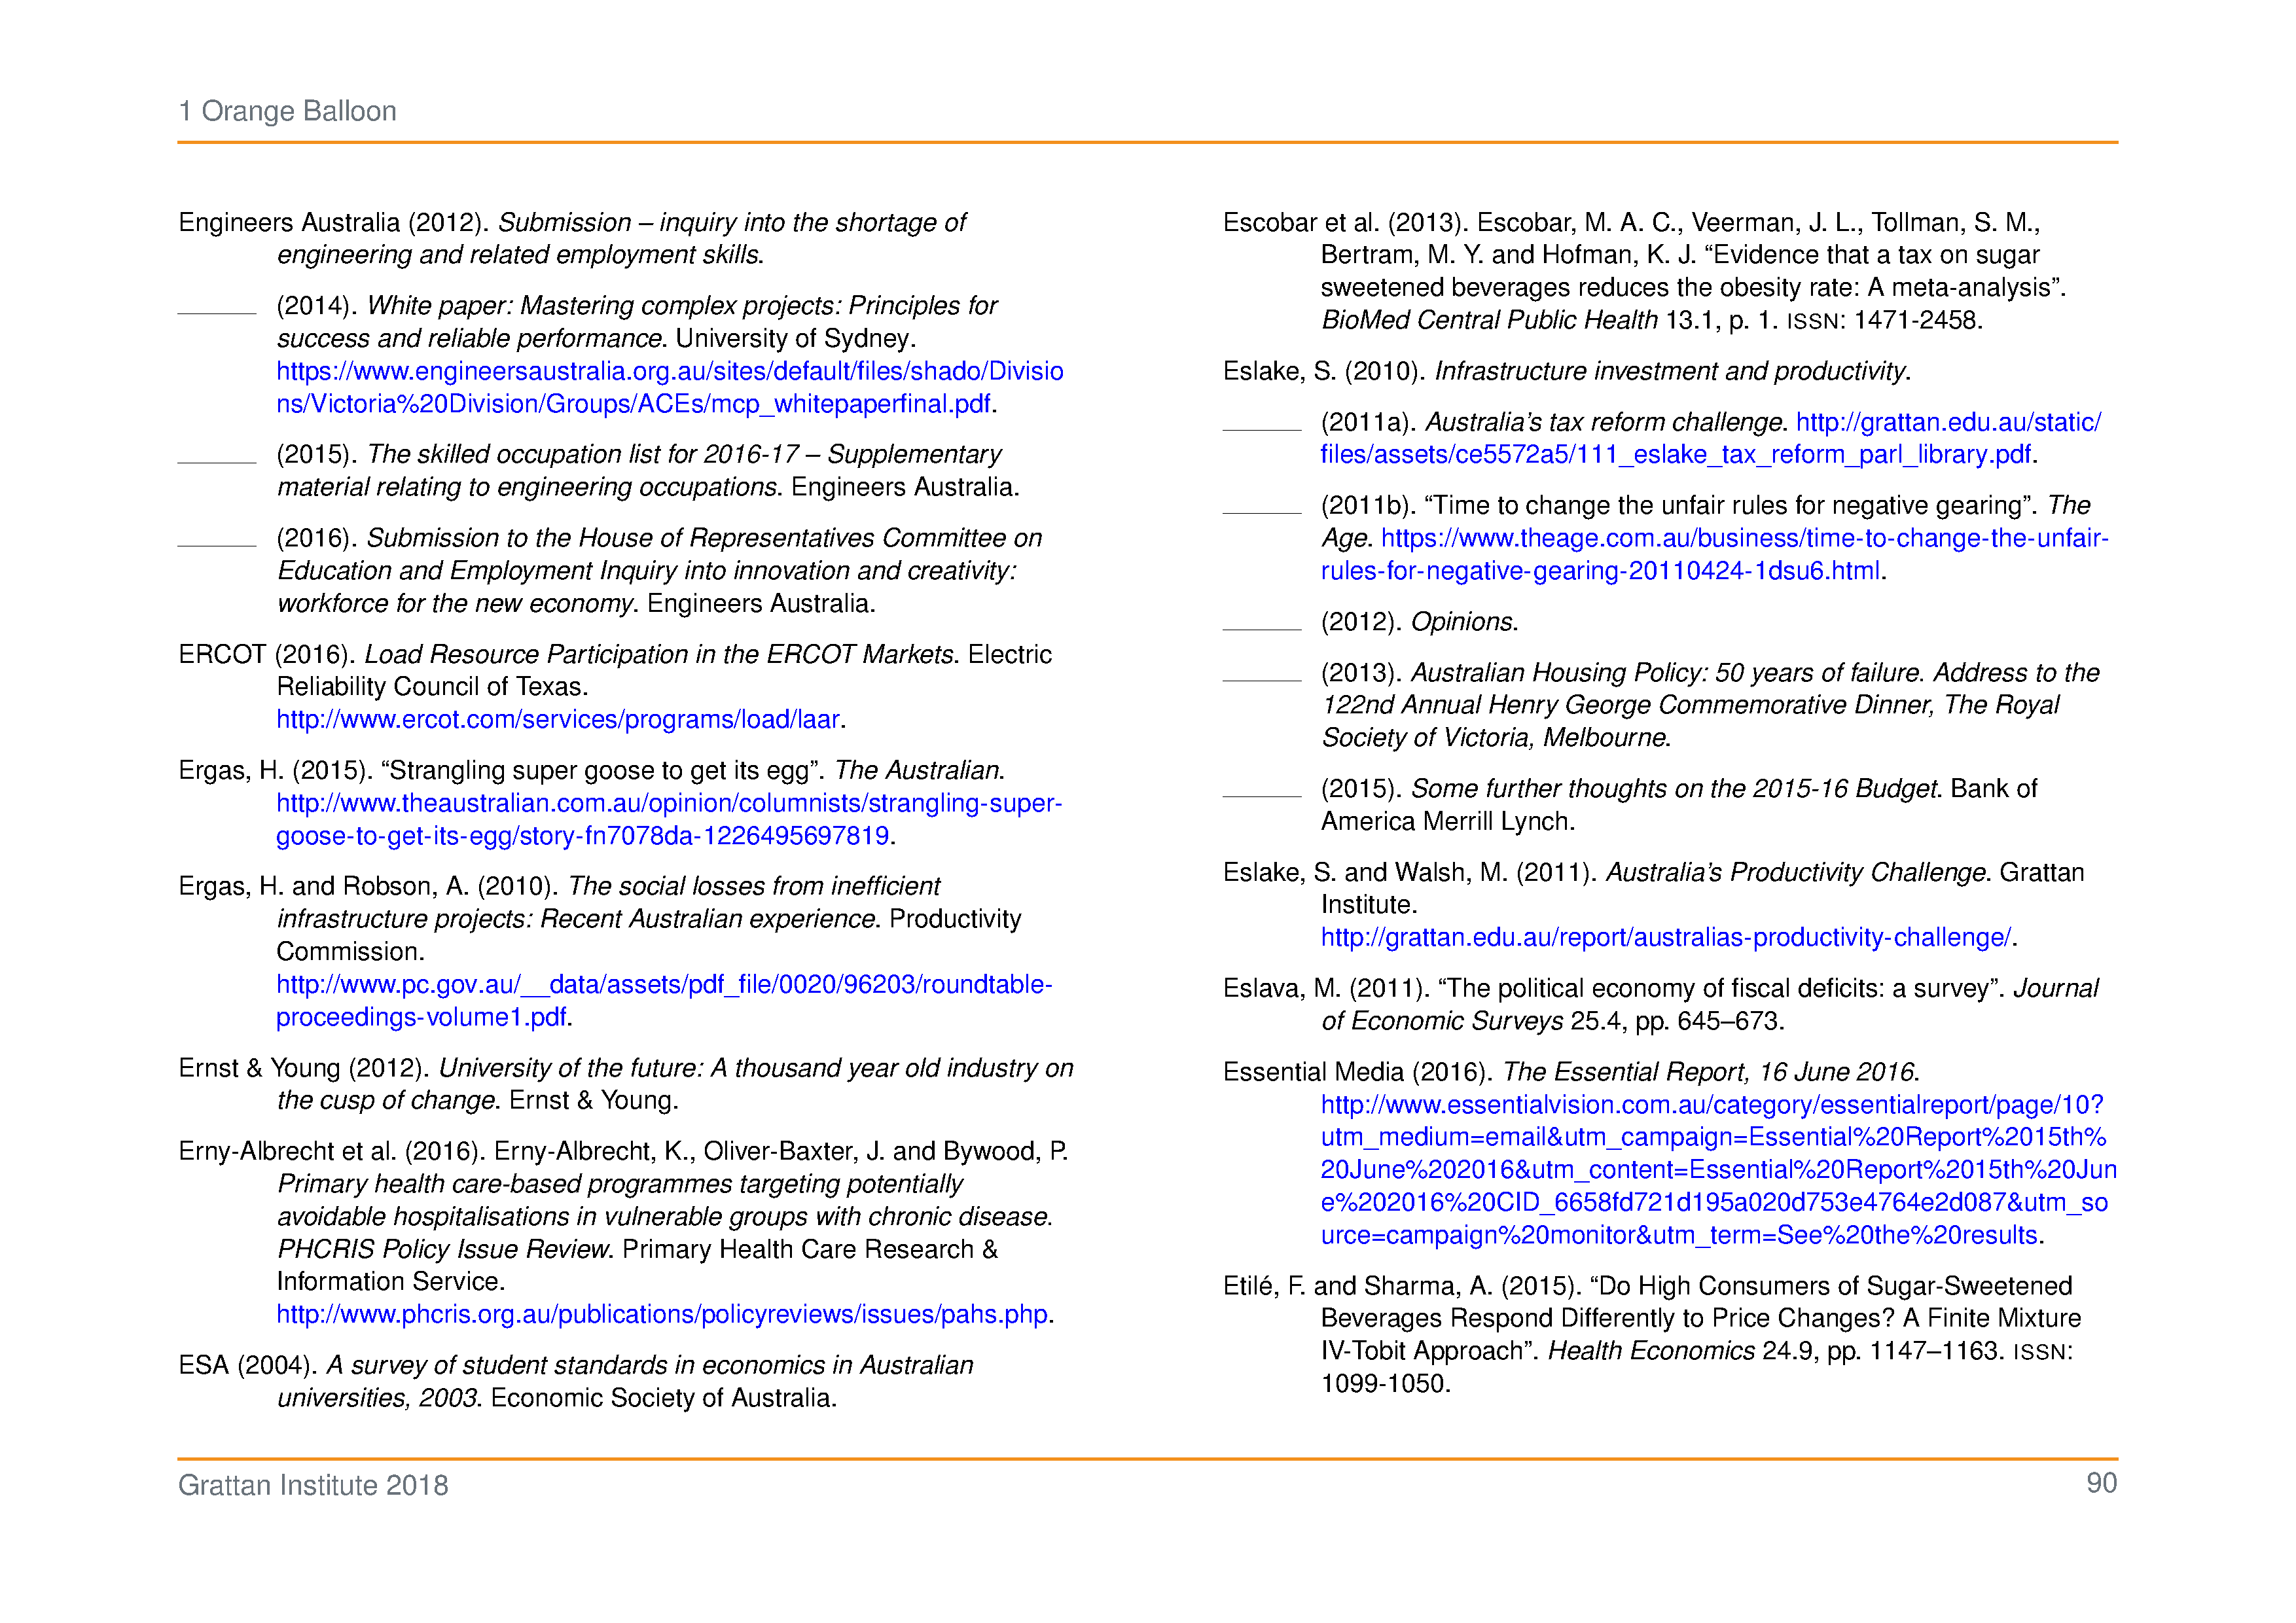 1 Orange Balloon
Engineers Australia (2012). Submission – inquiry into the shortage of
engineering and related employment skills.
(2014). White paper: Mastering complex projects: Principles for
success and reliable performance. University of Sydney.
https://www.engineersaustralia.org.au/sites/default/files/shado/Divisio
ns/Victoria%20Division/Groups/ACEs/mcp_whitepaperfinal.pdf.
(2015). The skilled occupation list for 2016-17 – Supplementary
material relating to engineering occupations. Engineers Australia.
(2016). Submission to the House of Representatives Committee on
Education and Employment Inquiry into innovation and creativity:
workforce for the new economy. Engineers Australia.
ERCOT (2016). Load Resource Participation in the ERCOT Markets. Electric
Reliability Council of Texas.
http://www.ercot.com/services/programs/load/laar.
Ergas, H. (2015). “Strangling super goose to get its egg”. The Australian.
http://www.theaustralian.com.au/opinion/columnists/strangling-super-
goose-to-get-its-egg/story-fn7078da-1226495697819.
Ergas, H. and Robson, A. (2010). The social losses from inefficient
infrastructure projects: Recent Australian experience. Productivity
Commission.
http://www.pc.gov.au/__data/assets/pdf_file/0020/96203/roundtable-
proceedings-volume1.pdf.
Ernst & Young (2012). University of the future: A thousand year old industry on
the cusp of change. Ernst & Young.
Erny-Albrecht et al. (2016). Erny-Albrecht, K., Oliver-Baxter, J. and Bywood, P.
Primary health care-based programmes targeting potentially
avoidable hospitalisations in vulnerable groups with chronic disease.
PHCRIS Policy Issue Review. Primary Health Care Research &
Information Service.
http://www.phcris.org.au/publications/policyreviews/issues/pahs.php.
ESA (2004). A survey of student standards in economics in Australian
universities, 2003. Economic Society of Australia.
Escobar et al. (2013). Escobar, M. A. C., Veerman, J. L., Tollman, S. M.,
Bertram, M. Y. and Hofman, K. J. “Evidence that a tax on sugar
sweetened beverages reduces the obesity rate: A meta-analysis”.
BioMed Central Public Health 13.1, p. 1. ISSN: 1471-2458.
Eslake, S. (2010). Infrastructure investment and productivity.
(2011a). Australia’s tax reform challenge. http://grattan.edu.au/static/
files/assets/ce5572a5/111_eslake_tax_reform_parl_library.pdf.
(2011b). “Time to change the unfair rules for negative gearing”. The
Age. https://www.theage.com.au/business/time-to-change-the-unfair-
rules-for-negative-gearing-20110424-1dsu6.html.
(2012). Opinions.
(2013). Australian Housing Policy: 50 years of failure. Address to the
122nd Annual Henry George Commemorative Dinner, The Royal
Society of Victoria, Melbourne.
(2015). Some further thoughts on the 2015-16 Budget. Bank of
America Merrill Lynch.
Eslake, S. and Walsh, M. (2011). Australia’s Productivity Challenge. Grattan
Institute.
http://grattan.edu.au/report/australias-productivity-challenge/.
Eslava, M. (2011). “The political economy of fiscal deficits: a survey”. Journal
of Economic Surveys 25.4, pp. 645–673.
Essential Media (2016). The Essential Report, 16 June 2016.
http://www.essentialvision.com.au/category/essentialreport/page/10?
utm_medium=email&utm_campaign=Essential%20Report%2015th%
20June%202016&utm_content=Essential%20Report%2015th%20Jun
e%202016%20CID_6658fd721d195a020d753e4764e2d087&utm_so
urce=campaign%20monitor&utm_term=See%20the%20results.
Etilé, F. and Sharma, A. (2015). “Do High Consumers of Sugar-Sweetened
Beverages Respond Differently to Price Changes? A Finite Mixture
IV-Tobit Approach”. Health Economics 24.9, pp. 1147–1163. ISSN:
1099-1050.
Grattan Institute 2018
90